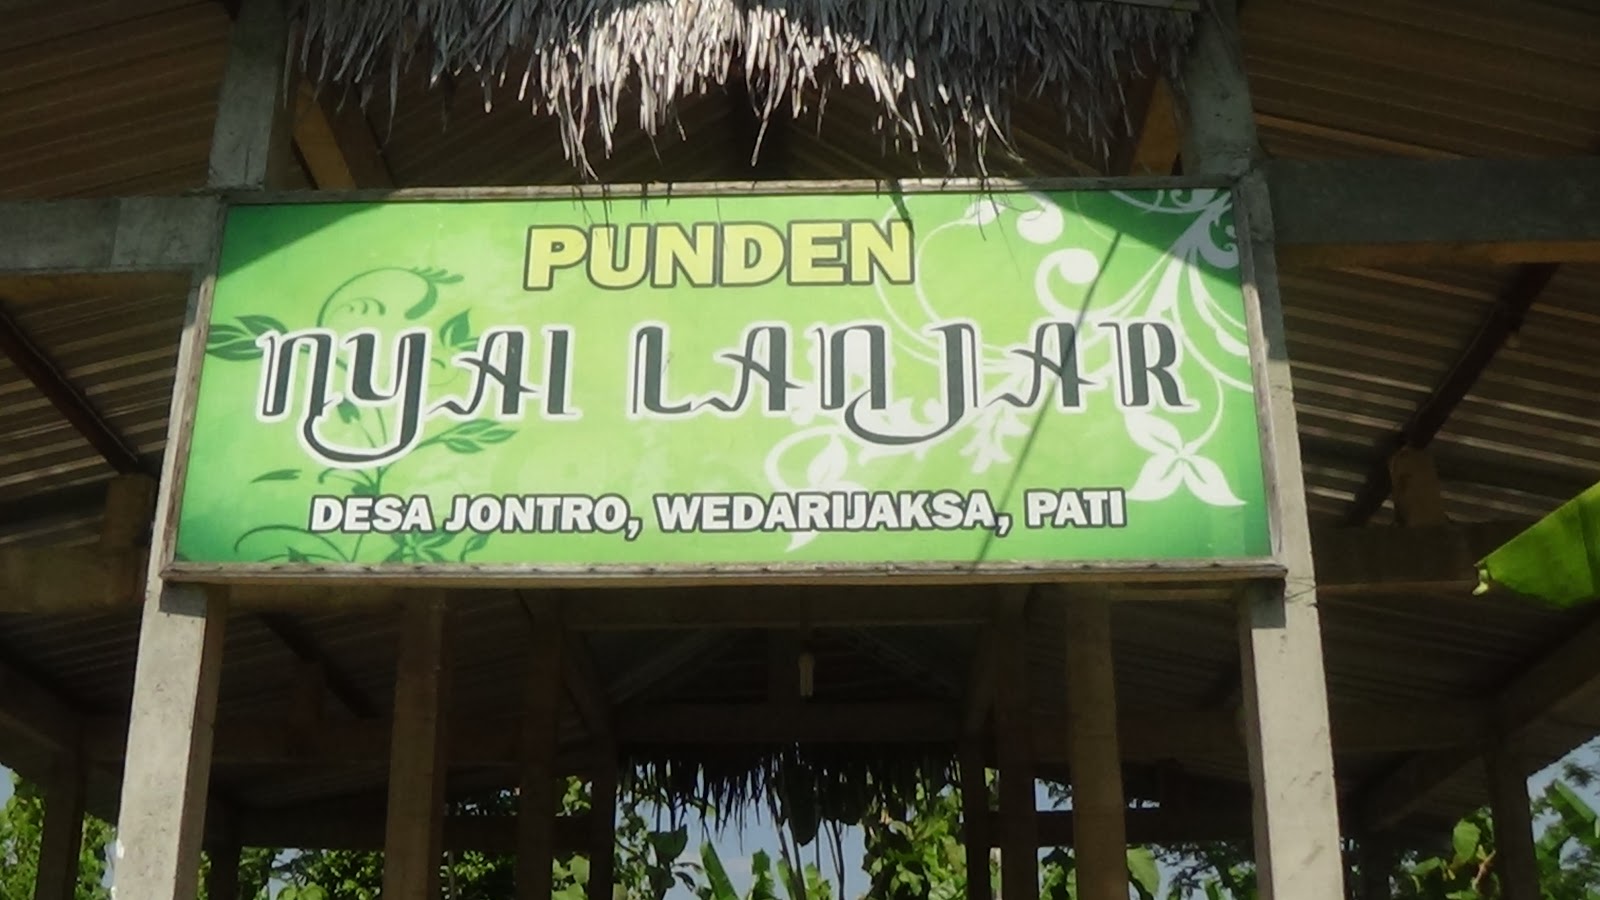 PUNDEN
NYAI LANJAR
DESA JONTRO, WEDARIJAKSA, PATI